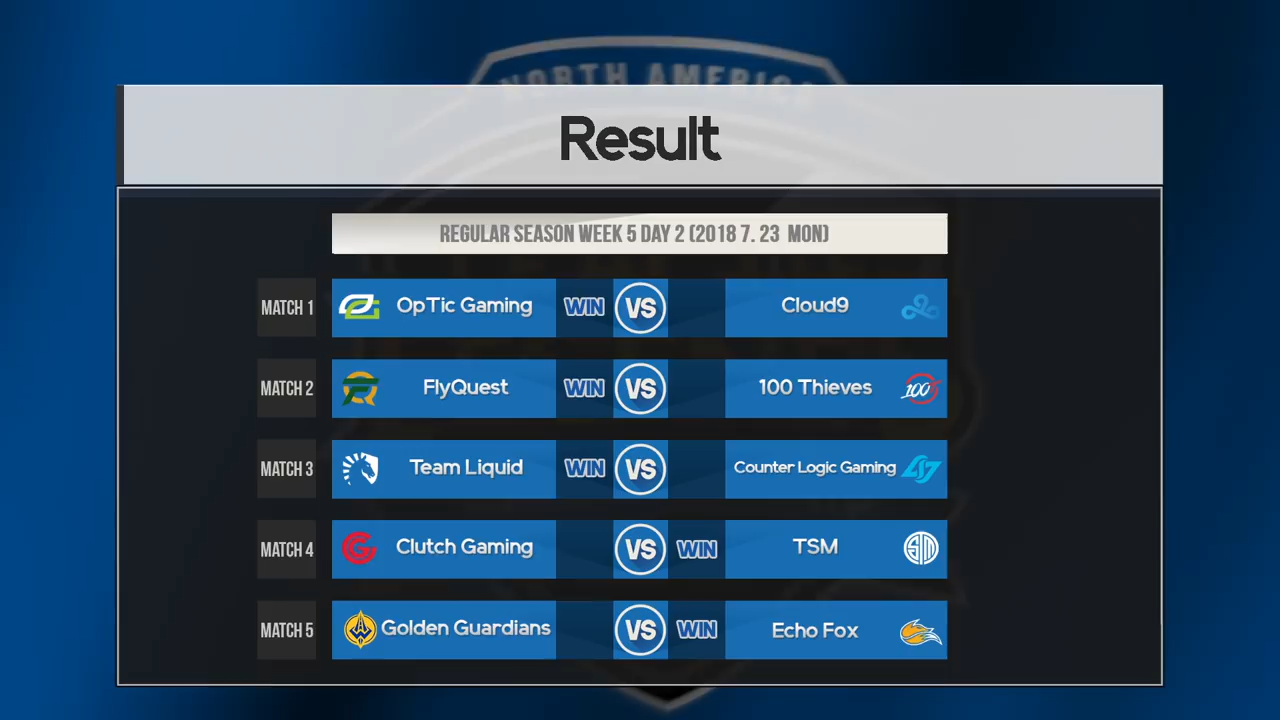 NORTH AMERICA
Result
REGULAR SEASON WEEK 5 DAY 2 (2018 7. 23 MON)
MATCH 1 OpTic Gaming WIN VS Cloud9
MATCH 2 FlyQuest WIN VS 100 Thieves 100
MATCH 3 Team Liquid WIN VS Counter Logic Gaming
MATCH 4 Clutch Gaming VS WIN TSM TSM
MATCH 5 Golden Guardians VS WIN Echo Fox